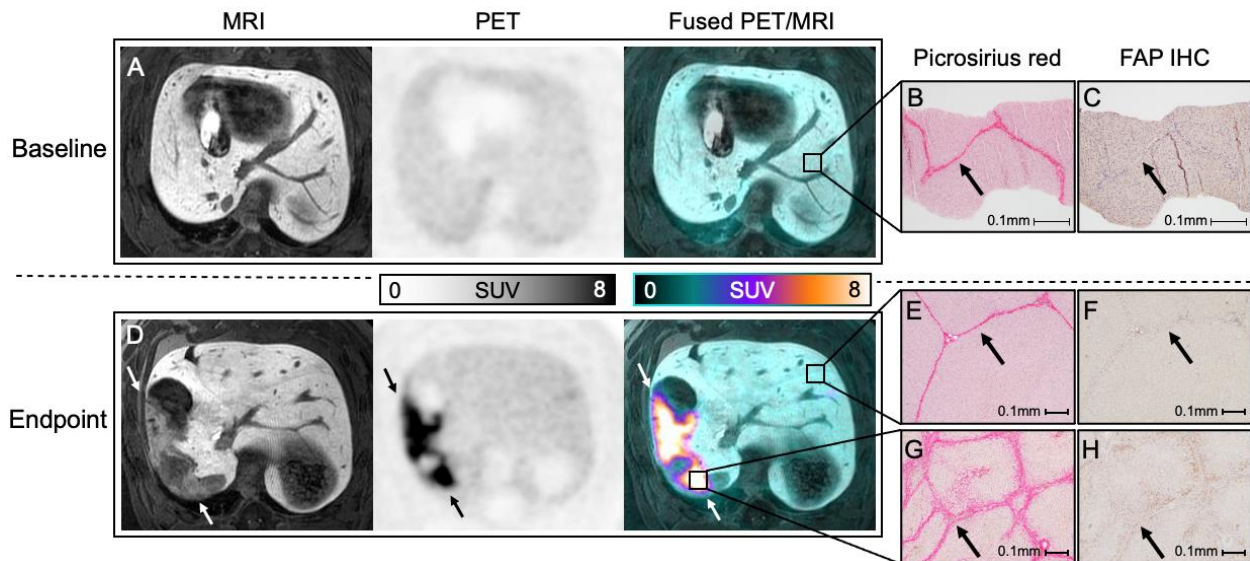 MRI PET Fused PET/MRI
Picrosirius red FAP IHC
Baseline
A
B
C
0.1mm
0.1mm
0 SUV 8
0 SUV 8
Endpoint
D
E
F
0.1mm
0.1mm
G
H
0.1mm
0.1mm